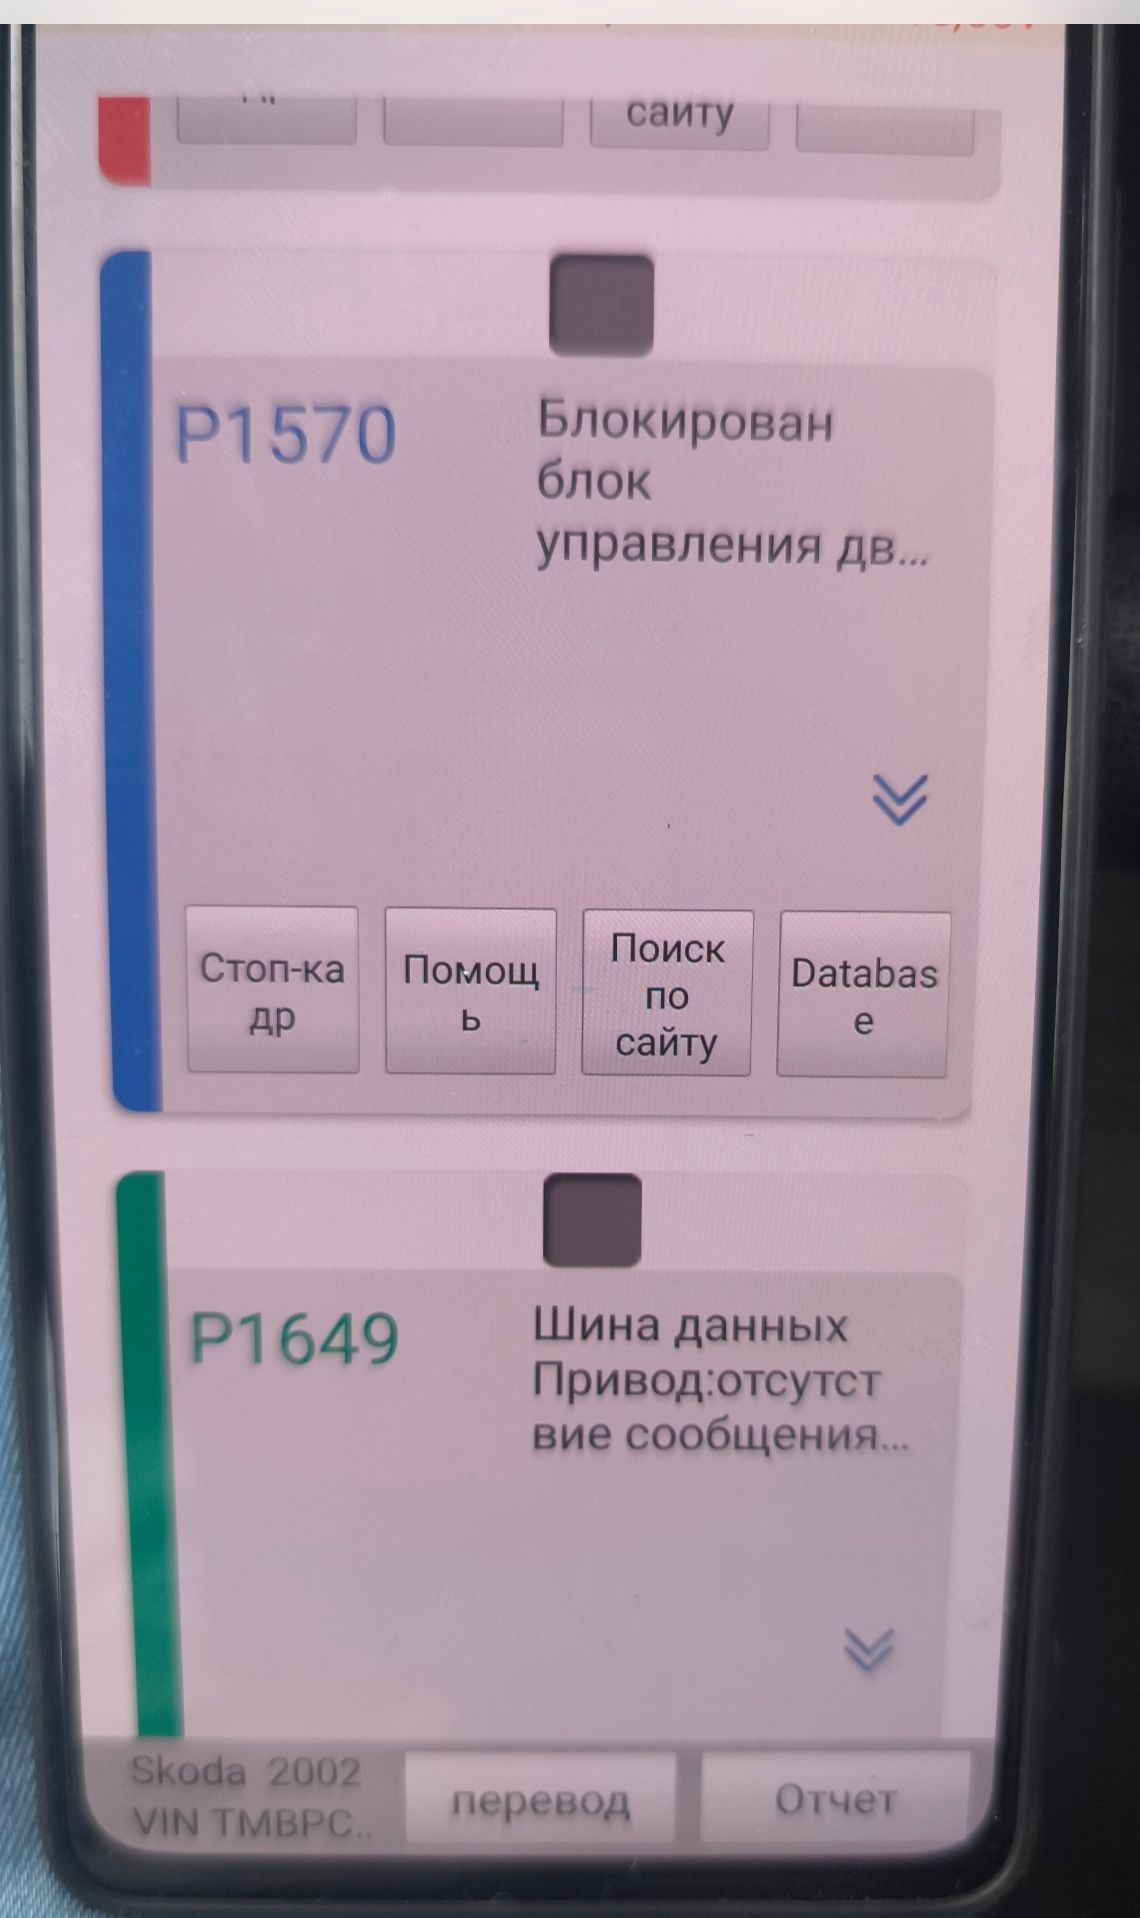 сайту
P1570
Блокирован
блок
управления дв...
Стоп-ка
др
Помощ
ь
Поиск
по
сайту
Databas
e
P1649
Шина данных
Привод:отсутст
вие сообщения...
Skoda 2002
VIN TMBPC..
перевод
Отчет